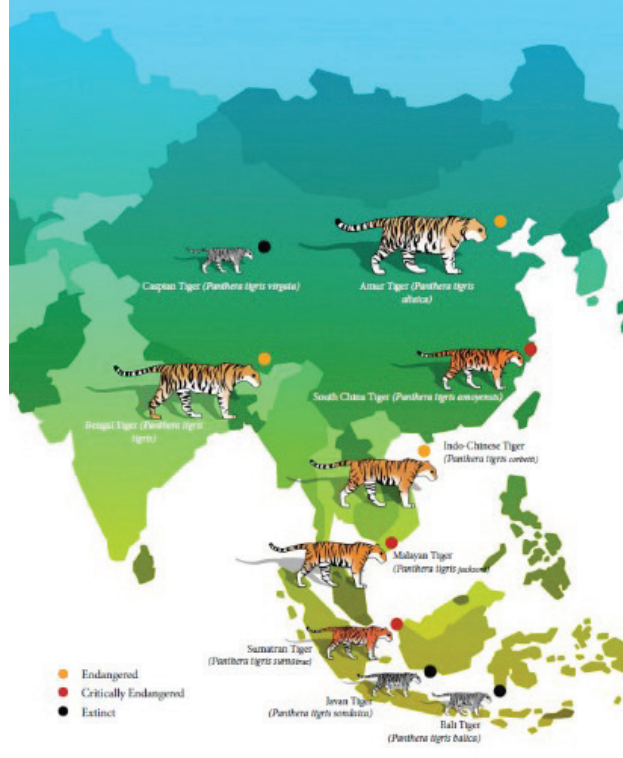 Caspian Tiger (Panthera tigris virgata)
Amur Tiger (Panthera tigris
altaica)
South China Tiger (Panthera tigris amoyensis)
Bengal Tiger (Panthera tigris
tigris)
Indo-Chinese Tiger
(Panthera tigris corbetti)
Malayan Tiger
(Panthera tigris jacksoni)
Sumatran Tiger
(Panthera tigris sumatrae)
Javan Tiger
(Panthera tigris sondaica)
Bali Tiger
(Panthera tigris balica)
Endangered
Critically Endangered
Extinct